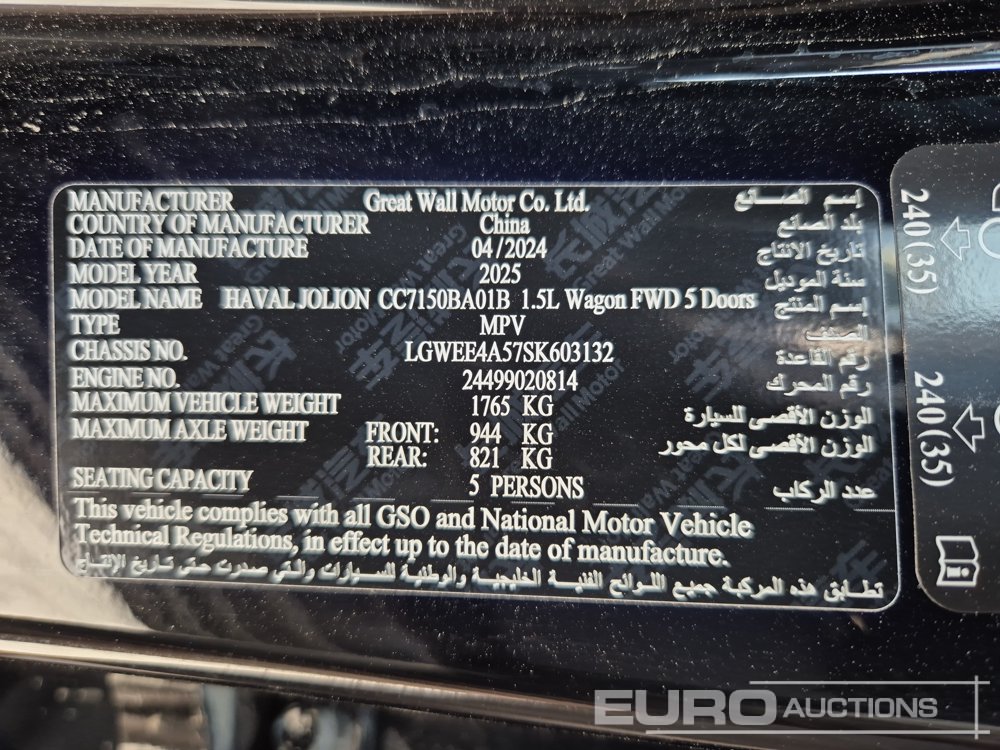 MANUFACTURER Great Wall Motor Co. Ltd. إسم الصانع
COUNTRY OF MANUFACTURER China بلد الصانع
DATE OF MANUFACTURE 04/2024 تاريخ الإنتاج
MODEL YEAR 2025 سنة الموديل
MODEL NAME HAVAL JOLION CC7150BA01B 1.5L Wagon FWD 5 Doors إسم المنتج
TYPE MPV الصنف
CHASSIS NO. LGWEE4A57SK603132 رقم القاعدة
ENGINE NO. 24499020814 رقم المحرك
MAXIMUM VEHICLE WEIGHT 1765 KG الوزن الأقصى للسيارة
MAXIMUM AXLE WEIGHT FRONT: 944 KG الوزن الأقصى لكل محور
REAR: 821 KG
SEATING CAPACITY 5 PERSONS عدد الركاب
This vehicle complies with all GSO and National Motor Vehicle
Technical Regulations, in effect up to the date of manufacture.
تطابق هذه المركبة جميع اللوائح الفنية الخليجية والوطنية للسيارات والتي صدرت حتى تاريخ الإنتاج
240 (35)
240 (35)
EURO AUCTIONS